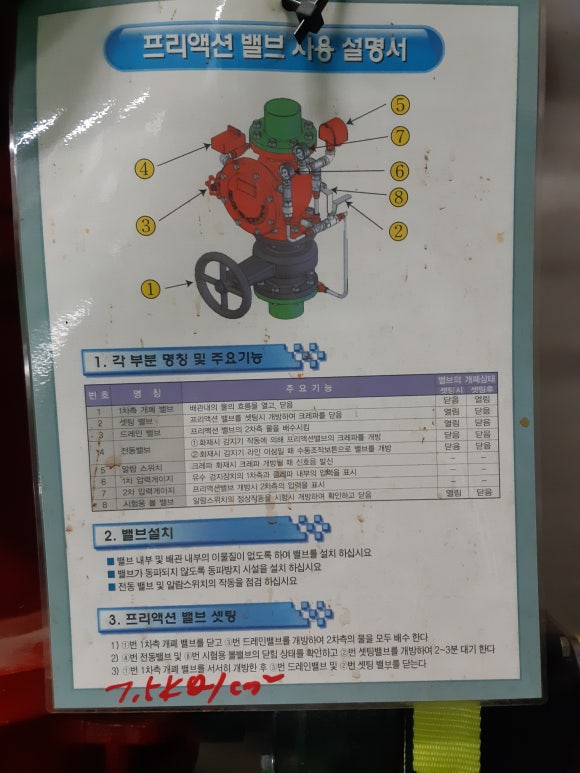 프리액션 밸브 사용 설명서
⑤
⑦
④
⑥
⑧
③
②
①
1. 각 부분 명칭 및 주요기능
번호 명 칭 주 요 기 능 밸브의 개폐상태
셋팅시 셋팅후
1 1차측 개폐 밸브 배관내의 물의 흐름을 열고, 닫음 닫음 열림
2 셋팅 밸브 프리액션 밸브를 셋팅시 개방하여 크레파를 닫음 열림 닫음
3 드레인 밸브 프리액션 밸브의 2차측 물을 배수시킴 열림 닫음
4 전동밸브 ①화재시 감지기 작동에 의해 프리액션밸브의 크레파를 개방 닫음 닫음
②화재시 감지기 라인 이상일 때 수동조작버튼으로 밸브를 개방
5 알람 스위치 크레파 화재시 크레파 개방될 때 신호음 발신 － －
6 1차 압력게이지 유수 검지장치의 1차측과 크레파 내부의 압력을 표시 － －
7 2차 압력게이지 프리액션밸브 개방시 2차측의 압력을 표시 － －
8 시험용 볼 밸브 알람스위치의 정상작동을 시험시 개방하여 확인하고 닫음 열림 닫음
2. 밸브설치
■ 밸브 내부 및 배관 내부의 이물질이 없도록 하여 밸브를 설치 하십시요
■ 밸브가 동파되지 않도록 동파방지 시설을 설치 하십시요
■ 전동 밸브 및 알람스위치의 작동을 점검 하십시요
3. 프리액션 밸브 셋팅
1) ①번 1차측 개폐 밸브를 닫고 ③번 드레인밸브를 개방하여 2차측의 물을 모두 배수 한다
2) ④번 전동밸브 및 ⑧번 시험용 볼밸브의 닫힘 상태를 확인하고 ②번 셋팅밸브를 개방하여 2~3분 대기 한다
3) ①번 1차측 개폐 밸브를 서서히 개방한 후 ③번 드레인밸브 및 ②번 셋팅 밸브를 닫는다